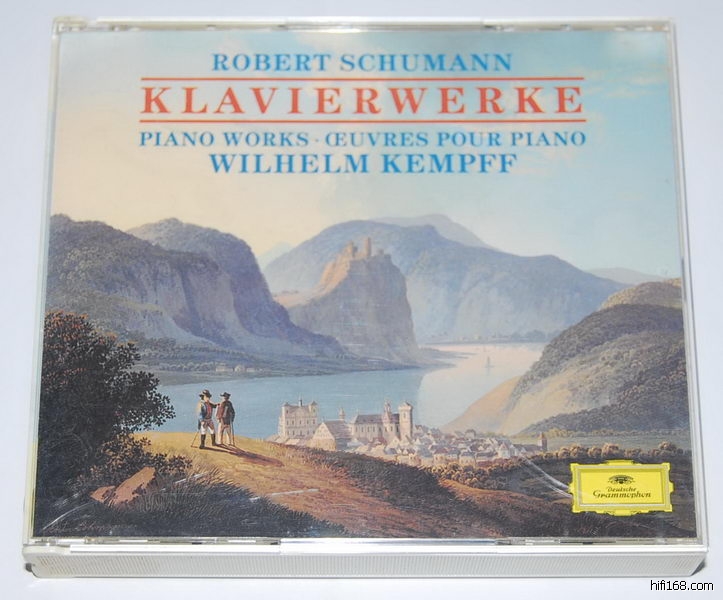 ROBERT SCHUMANN
KLAVIERWERKE
PIANO WORKS · ŒUVRES POUR PIANO
WILHELM KEMPFF
Deutsche
Grammophon
hifi168.com